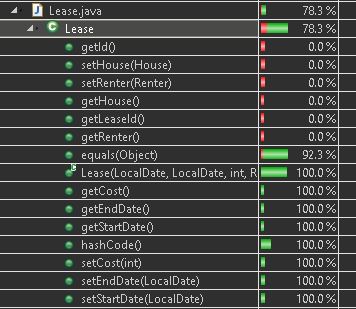 Lease.java 78.3 %
Lease 78.3 %
getId() 0.0 %
setHouse(House) 0.0 %
setRenter(Renter) 0.0 %
getHouse() 0.0 %
getLeaseId() 0.0 %
getRenter() 0.0 %
equals(Object) 92.3 %
Lease(LocalDate, LocalDate, int, R 100.0 %
getCost() 100.0 %
getEndDate() 100.0 %
getStartDate() 100.0 %
hashCode() 100.0 %
setCost(int) 100.0 %
setEndDate(LocalDate) 100.0 %
setStartDate(LocalDate) 100.0 %